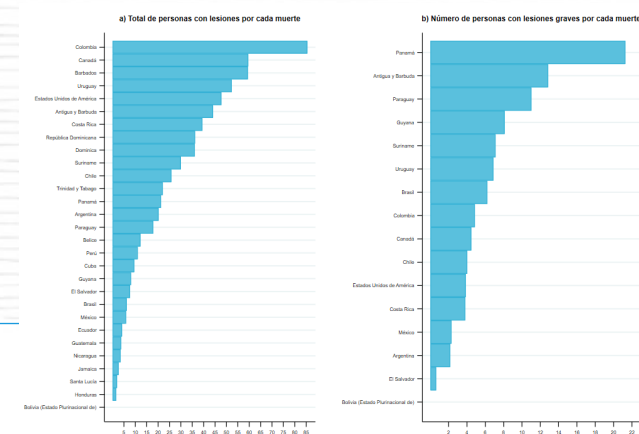 a) Total de personas con lesiones por cada muerte
Colombia
Canadá
Barbados
Uruguay
Estados Unidos de América
Antigua y Barbuda
Costa Rica
República Dominicana
Dominica
Suriname
Chile
Trinidad y Tabago
Panamá
Argentina
Paraguay
Belice
Perú
Cuba
Guyana
El Salvador
Brasil
México
Ecuador
Guatemala
Nicaragua
Jamaica
Santa Lucía
Honduras
Bolivia (Estado Plurinacional de)
5 10 15 20 25 30 35 40 45 50 55 60 65 70 75 80 85
b) Número de personas con lesiones graves por cada muerte
Panamá
Antigua y Barbuda
Paraguay
Guyana
Suriname
Uruguay
Brasil
Colombia
Canadá
Chile
Estados Unidos de América
Costa Rica
México
Argentina
El Salvador
Bolivia (Estado Plurinacional de)
2 4 6 8 10 12 14 16 18 20 22